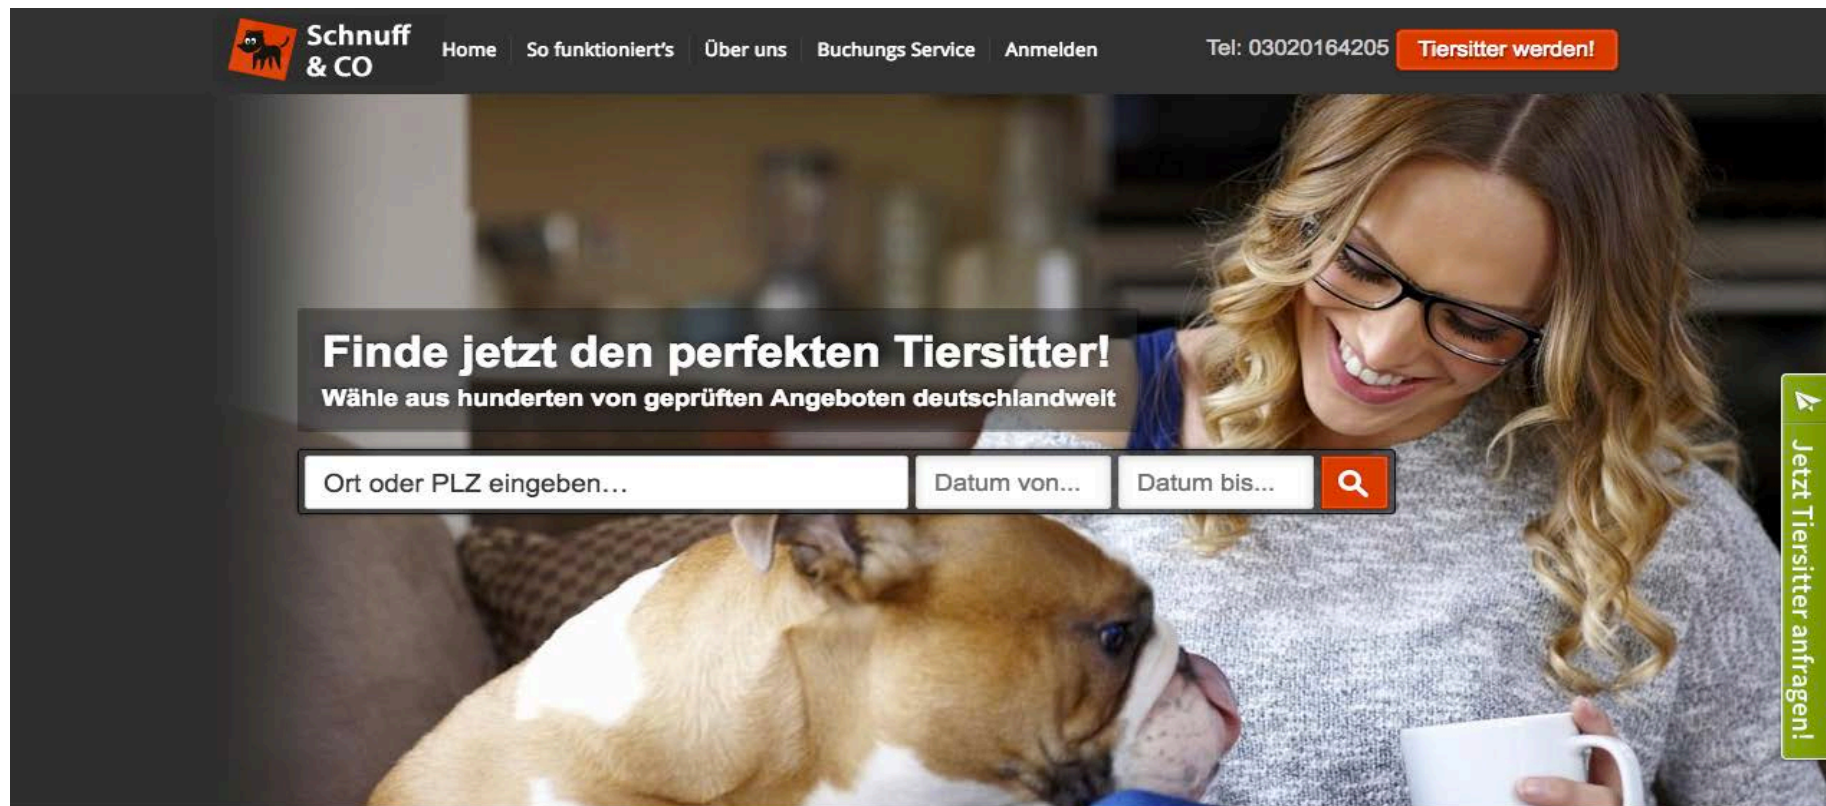 Schnuff
& CO
Home
So funktioniert's
Über uns
Buchungs Service
Anmelden
Tel: 03020164205
Tiersitter werden!
Finde jetzt den perfekten Tiersitter!
Wähle aus hunderten von geprüften Angeboten deutschlandweit
Ort oder PLZ eingeben...
Datum von...
Datum bis...
Jetzt Tiersitter anfragen!